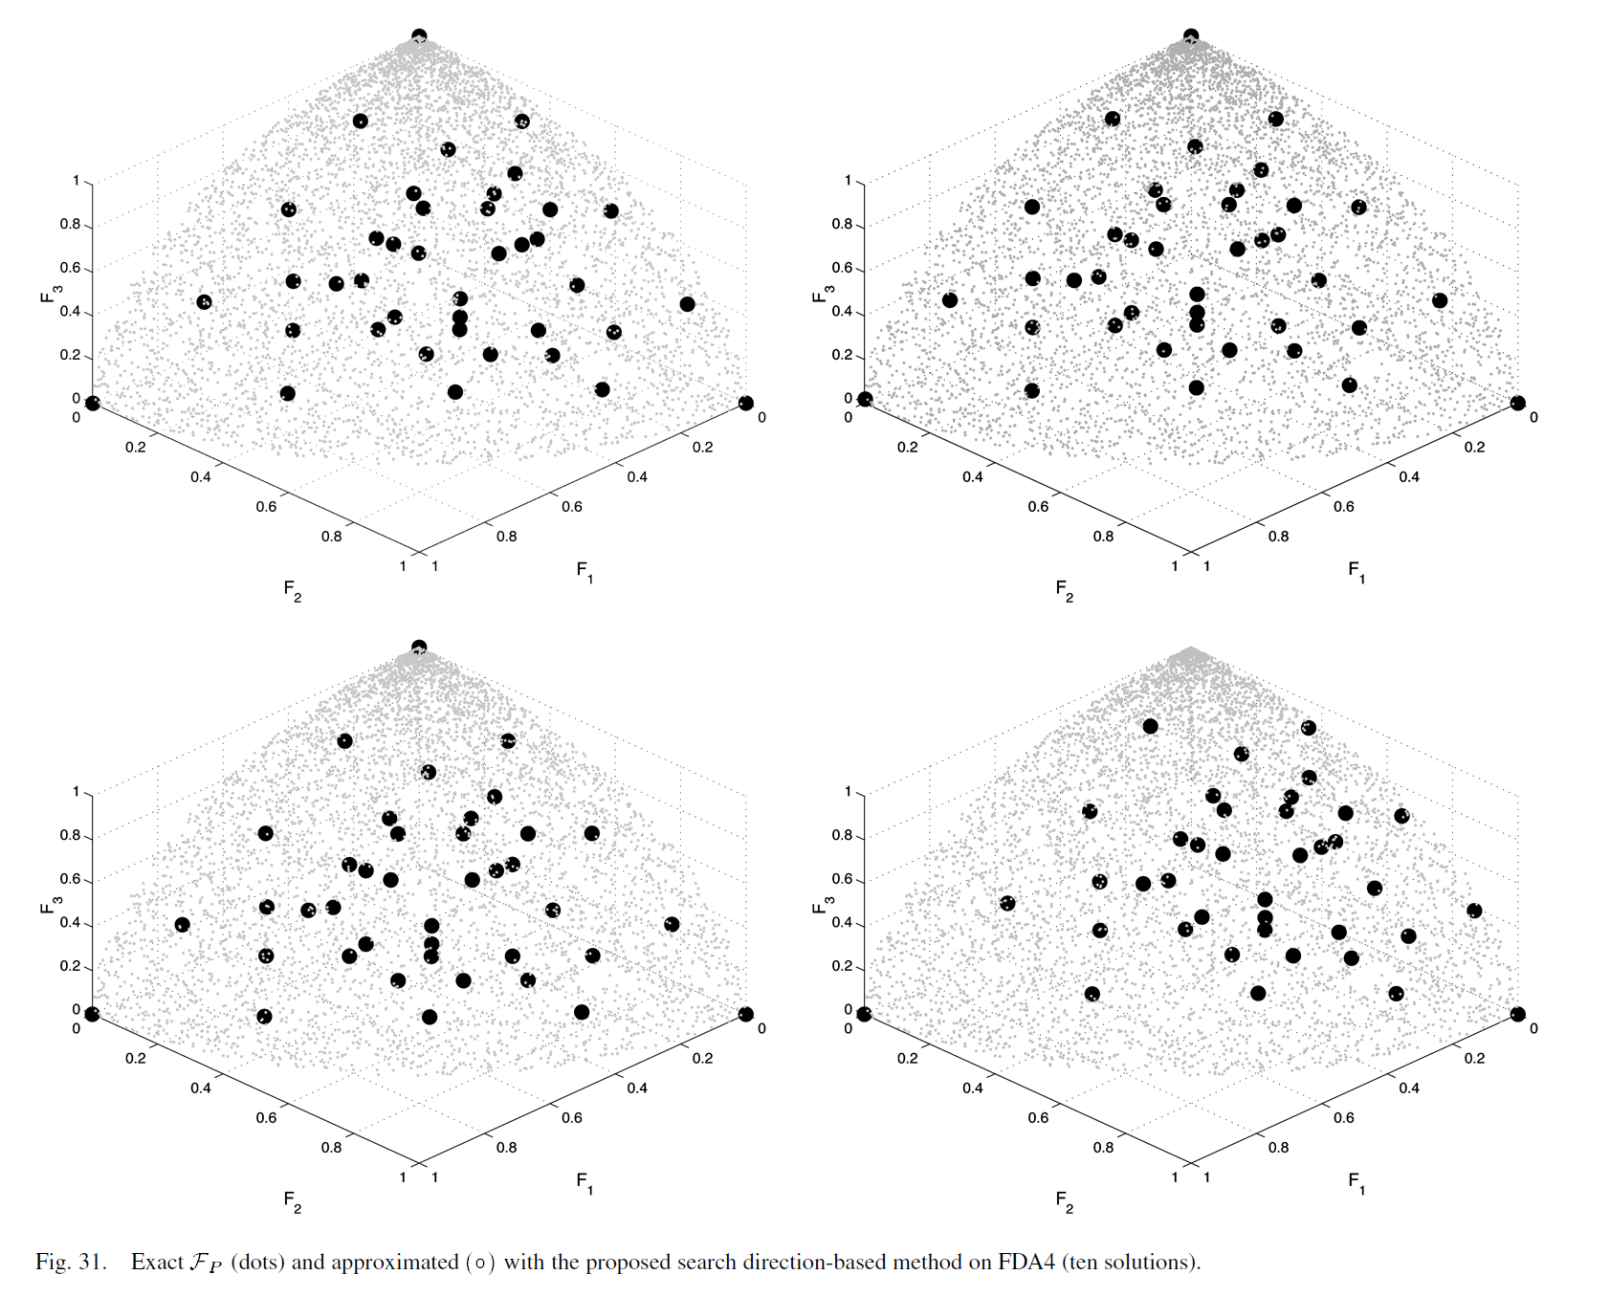 1 1
0.8 0.8
0.6 0.6
F3 F3
0.4 0.4
0.2 0.2
0 0
0 0 0 0
0.2 0.2 0.2 0.2
0.4 0.4 0.4 0.4
0.6 0.6 0.6 0.6
0.8 0.8 0.8 0.8
1 1 1 1
F2 F1 F2 F1
1 1
0.8 0.8
0.6 0.6
F3 F3
0.4 0.4
0.2 0.2
0 0
0 0 0 0
0.2 0.2 0.2 0.2
0.4 0.4 0.4 0.4
0.6 0.6 0.6 0.6
0.8 0.8 0.8 0.8
1 1 1 1
F2 F1 F2 F1
Fig. 31. Exact ℱP (dots) and approximated (∘) with the proposed search direction-based method on FDA4 (ten solutions).